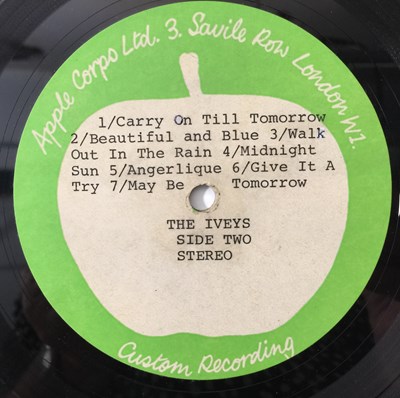 Apple Corps Ltd. 3. Savile Row London W1.
1/Carry On Till Tomorrow
2/Beautiful and Blue 3/Walk
Out In The Rain 4/Midnight
Sun 5/Angerlique 6/Give It A
Try 7/May Be Tomorrow
THE IVEYS
SIDE TWO
STEREO
Custom Recording